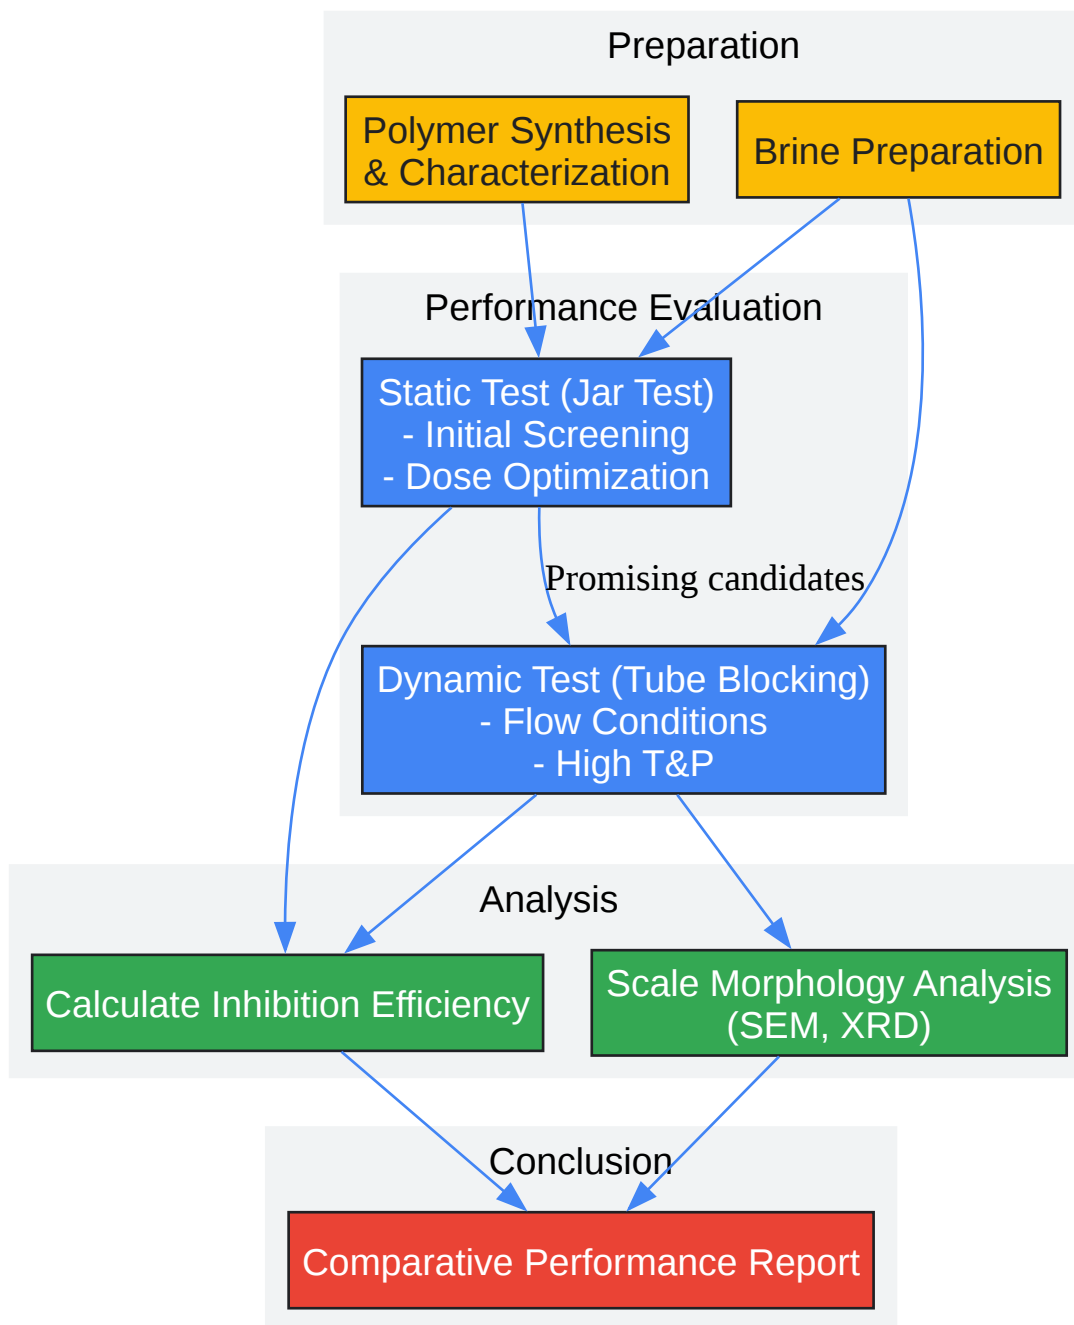 Preparation
Polymer Synthesis
& Characterization
Brine Preparation
Performance Evaluation
Static Test (Jar Test)
- Initial Screening
- Dose Optimization
Promising candidates
Dynamic Test (Tube Blocking)
- Flow Conditions
- High T&P
Analysis
Calculate Inhibition Efficiency
Scale Morphology Analysis
(SEM, XRD)
Conclusion
Comparative Performance Report